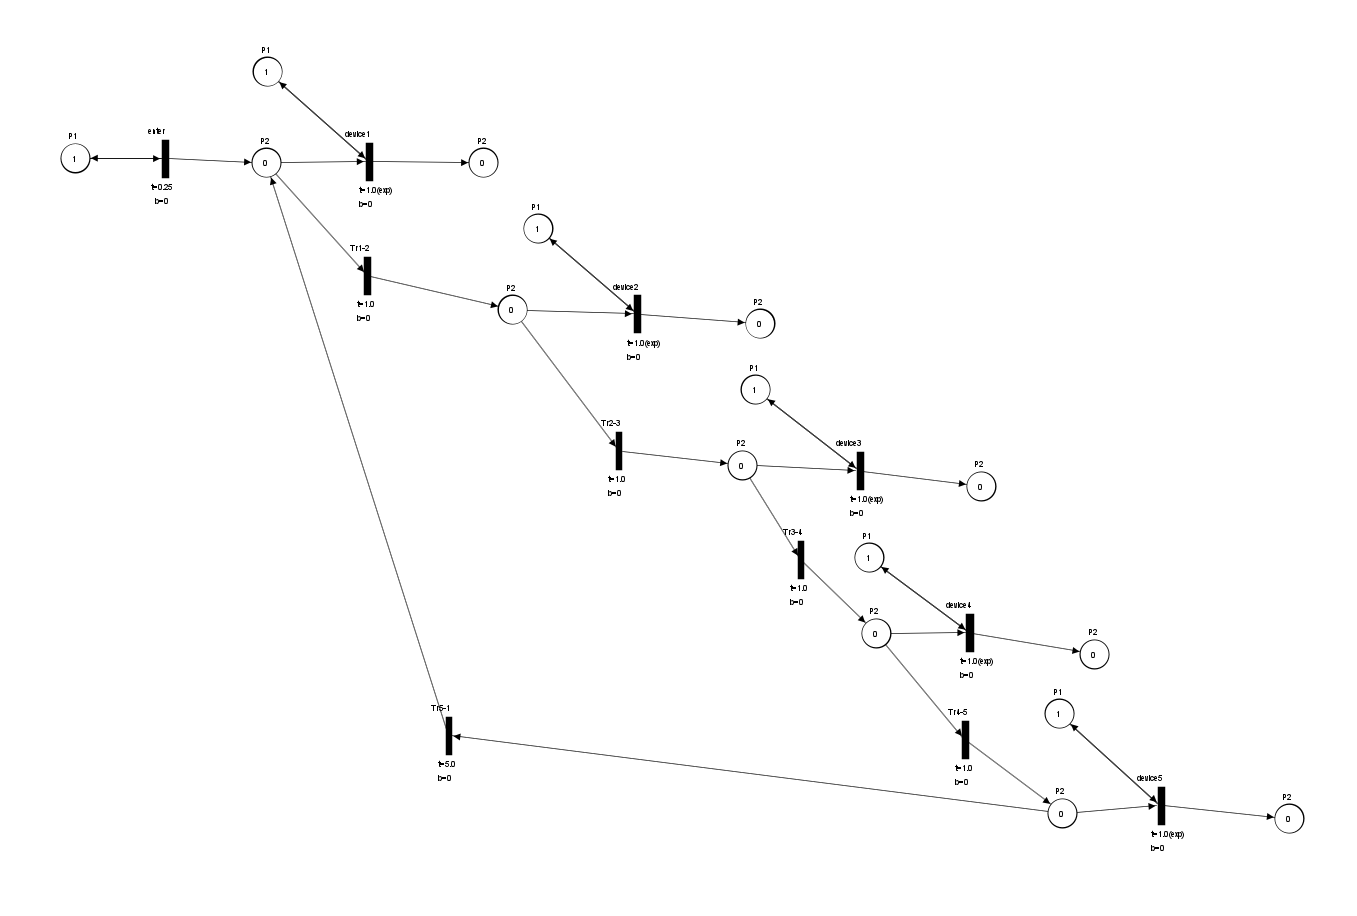 P1
1
P1
1
enter
t=0.25
b=0
P2
0
device1
t=1.0(exp)
b=0
P2
0
Tr1-2
t=1.0
b=0
P1
1
P2
0
device2
t=1.0(exp)
b=0
P2
0
Tr2-3
t=1.0
b=0
P1
1
P2
0
device3
t=1.0(exp)
b=0
P2
0
Tr3-4
t=1.0
b=0
P1
1
P2
0
device4
t=1.0(exp)
b=0
P2
0
Tr4-5
t=1.0
b=0
P1
1
Tr5-1
t=5.0
b=0
P2
0
device5
t=1.0(exp)
b=0
P2
0